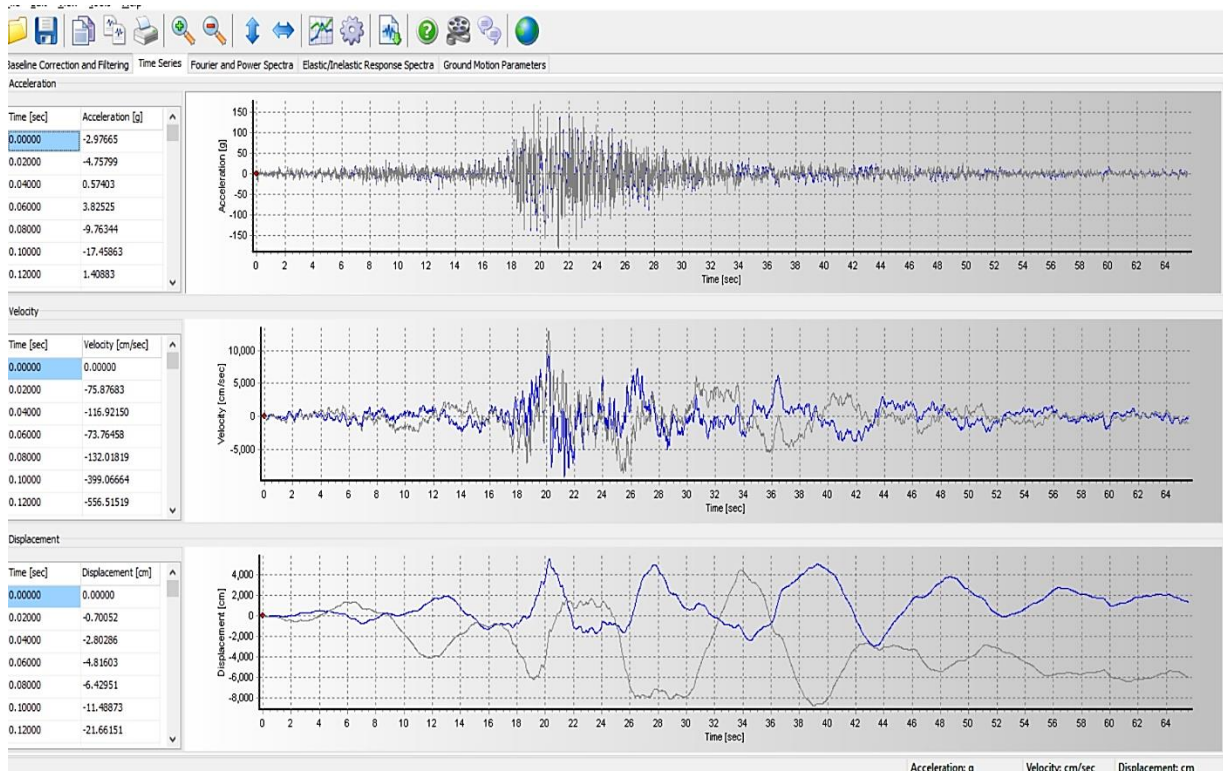 Baseline Correction and Filtering Time Series Fourier and Power Spectra Elastic/Inelastic Response Spectra Ground Motion Parameters
Acceleration
Time [sec] Acceleration [g]
0.00000 -2.97665
0.02000 -4.75799
0.04000 0.57403
0.06000 3.82525
0.08000 -9.76344
0.10000 -17.45863
0.12000 1.40883
Acceleration [g]
150
100
50
0
-50
-100
-150
0 2 4 6 8 10 12 14 16 18 20 22 24 26 28 30 32 34 36 38 40 42 44 46 48 50 52 54 56 58 60 62 64
Time [sec]
Velocity
Time [sec] Velocity [cm/sec]
0.00000 0.00000
0.02000 -75.87683
0.04000 -116.92150
0.06000 -73.76458
0.08000 -132.01819
0.10000 -399.06664
0.12000 -556.51519
Velocity [cm/sec]
10,000
5,000
0
-5,000
0 2 4 6 8 10 12 14 16 18 20 22 24 26 28 30 32 34 36 38 40 42 44 46 48 50 52 54 56 58 60 62 64
Time [sec]
Displacement
Time [sec] Displacement [cm]
0.00000 0.00000
0.02000 -0.70052
0.04000 -2.80286
0.06000 -4.81603
0.08000 -6.42951
0.10000 -11.48873
0.12000 -21.66151
Displacement [cm]
4,000
2,000
0
-2,000
-4,000
-6,000
-8,000
0 2 4 6 8 10 12 14 16 18 20 22 24 26 28 30 32 34 36 38 40 42 44 46 48 50 52 54 56 58 60 62 64
Time [sec]
Acceleration: g Velocity: cm/sec Displacement: cm